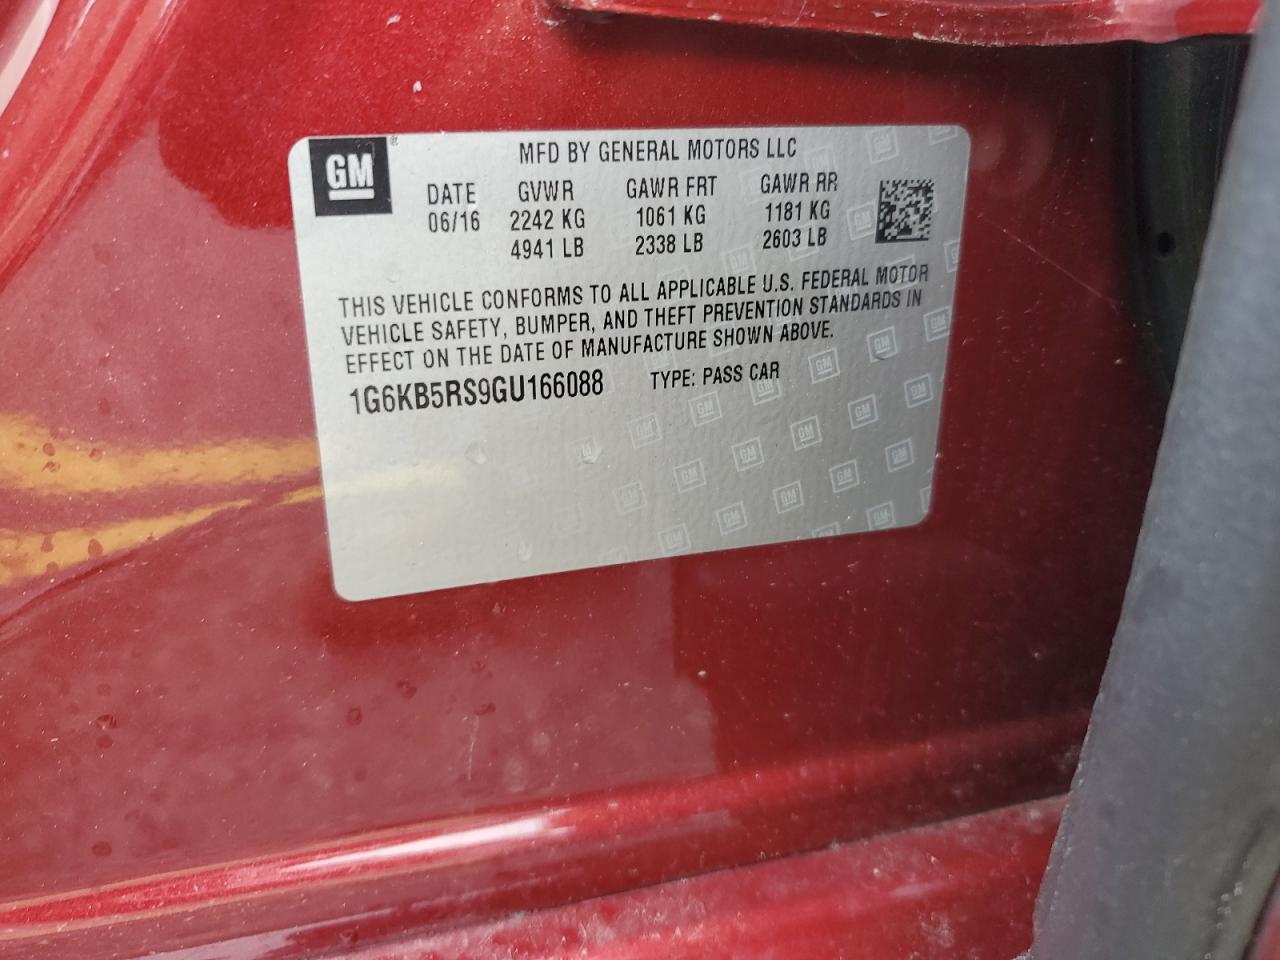 GM
MFD BY GENERAL MOTORS LLC
DATE GVWR GAWR FRT GAWR RR
06/16 2242 KG 1061 KG 1181 KG
4941 LB 2338 LB 2603 LB
THIS VEHICLE CONFORMS TO ALL APPLICABLE U.S. FEDERAL MOTOR
VEHICLE SAFETY, BUMPER, AND THEFT PREVENTION STANDARDS IN
EFFECT ON THE DATE OF MANUFACTURE SHOWN ABOVE.
1G6KB5RS9GU166088 TYPE: PASS CAR